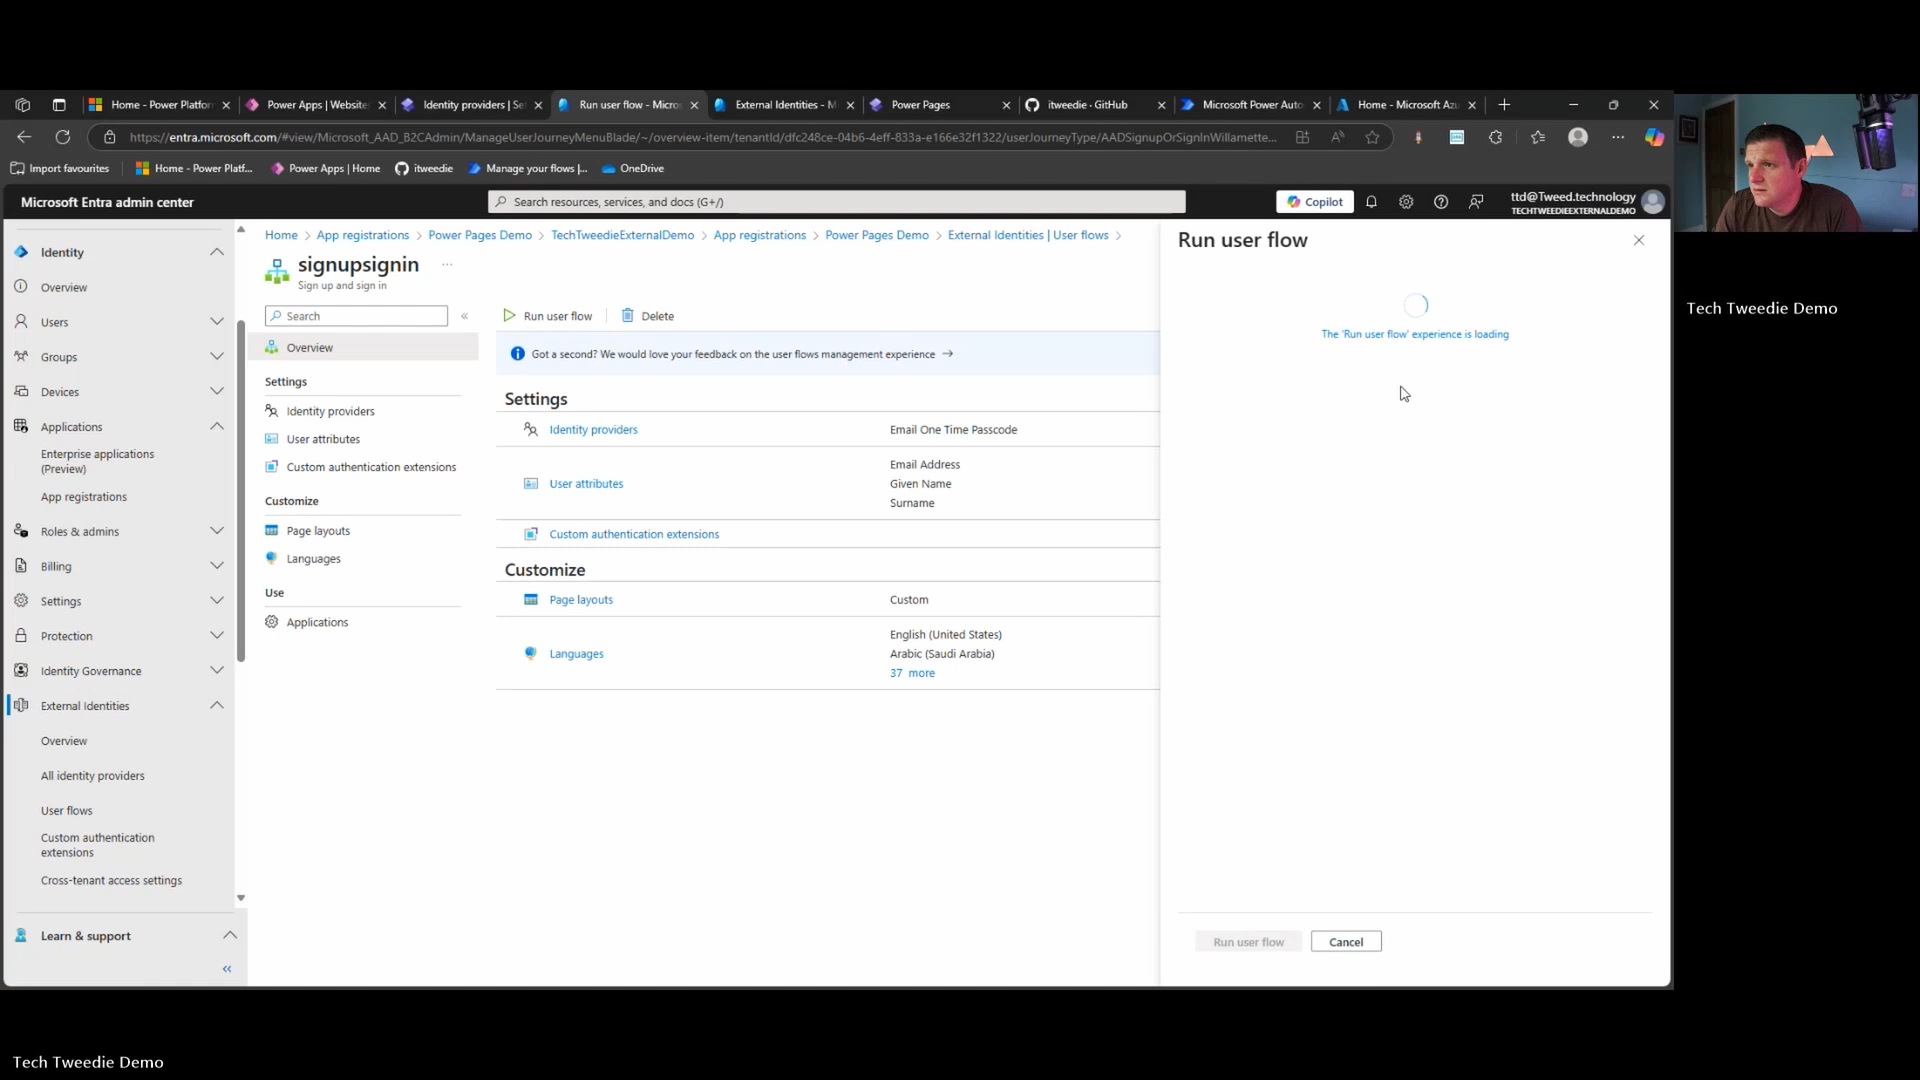 Home - Power Platfor
Power Apps | Website
Identity providers | Se
Run user flow - Micros
External Identities - M
Power Pages
itweedie · GitHub
Microsoft Power Auto
Home - Microsoft Azu
https://entra.microsoft.com/#view/Microsoft_AAD_B2CAdmin/ManageUserJourneyMenuBlade/~/overview-item/tenantId/dfc248ce-04b6-4eff-833a-e166e32f1322/userJourneyType/AADSignupOrSignInWillamette...
Import favourites
Home - Power Platf...
Power Apps | Home
itweedie
Manage your flows |...
OneDrive
Microsoft Entra admin center
Search resources, services, and docs (G+/)
Copilot
ttd@Tweed.technology
TECHTWEEDIEEXTERNALDEMO
Identity
Overview
Users
Groups
Devices
Applications
Enterprise applications
(Preview)
App registrations
Roles & admins
Billing
Settings
Protection
Identity Governance
External Identities
Overview
All identity providers
User flows
Custom authentication
extensions
Cross-tenant access settings
Learn & support
Home > App registrations > Power Pages Demo > TechTweedieExternalDemo > App registrations > Power Pages Demo > External Identities | User flows >
signupsignin
...
Sign up and sign in
Search
Overview
Settings
Identity providers
User attributes
Custom authentication extensions
Customize
Page layouts
Languages
Use
Applications
Run user flow
Delete
Got a second? We would love your feedback on the user flows management experience →
Settings
Identity providers
Email One Time Passcode
User attributes
Email Address
Given Name
Surname
Custom authentication extensions
Customize
Page layouts
Custom
Languages
English (United States)
Arabic (Saudi Arabia)
37 more
Run user flow
The 'Run user flow' experience is loading
Run user flow
Cancel
Tech Tweedie Demo
Tech Tweedie Demo